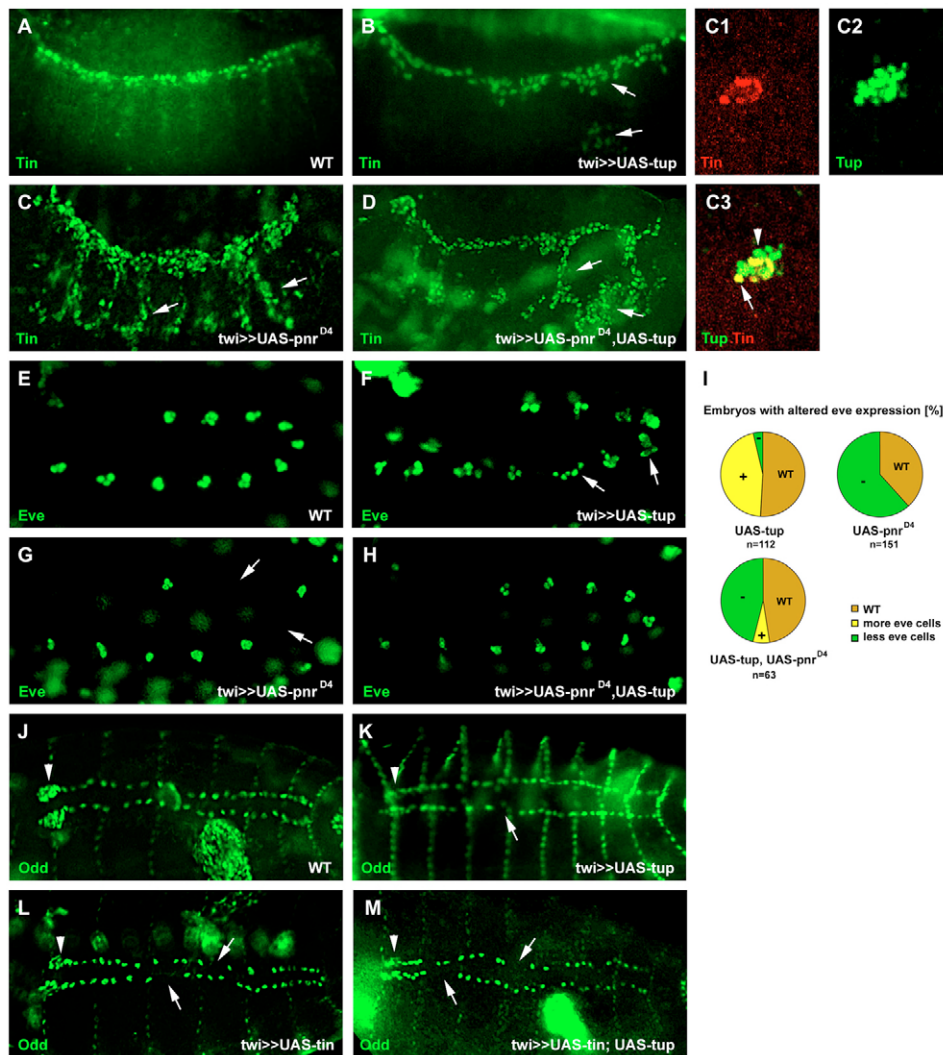 A
Tin
WT
B
Tin
twi>>UAS-tup
C1
Tin
C2
Tup
C
Tin
twi>>UAS-pnr^D4
D
Tin
twi>>UAS-pnr^D4,UAS-tup
C3
Tup Tin
E
Eve
WT
F
Eve
twi>>UAS-tup
G
Eve
twi>>UAS-pnr^D4
H
Eve
twi>>UAS-pnr^D4,UAS-tup
I
Embryos with altered eve expression [%]
-
+
WT
UAS-tup
n=112
-
WT
UAS-pnr^D4
n=151
-
+
WT
UAS-tup, UAS-pnr^D4
n=63
WT
more eve cells
less eve cells
J
Odd
WT
K
Odd
twi>>UAS-tup
L
Odd
twi>>UAS-tin
M
Odd
twi>>UAS-tin; UAS-tup